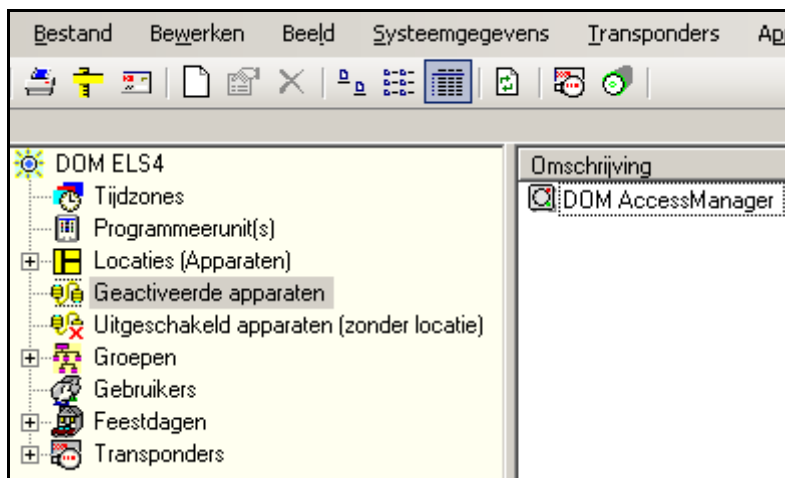 Bestand Bewerken Beeld Systeemgegevens Transponders
DOM ELS4
Tijdzones
Programmeerunit(s)
Locaties (Apparaten)
Geactiveerde apparaten
Uitgeschakeld apparaten (zonder locatie)
Groepen
Gebruikers
Feestdagen
Transponders
Omschrijving
DOM AccessManager